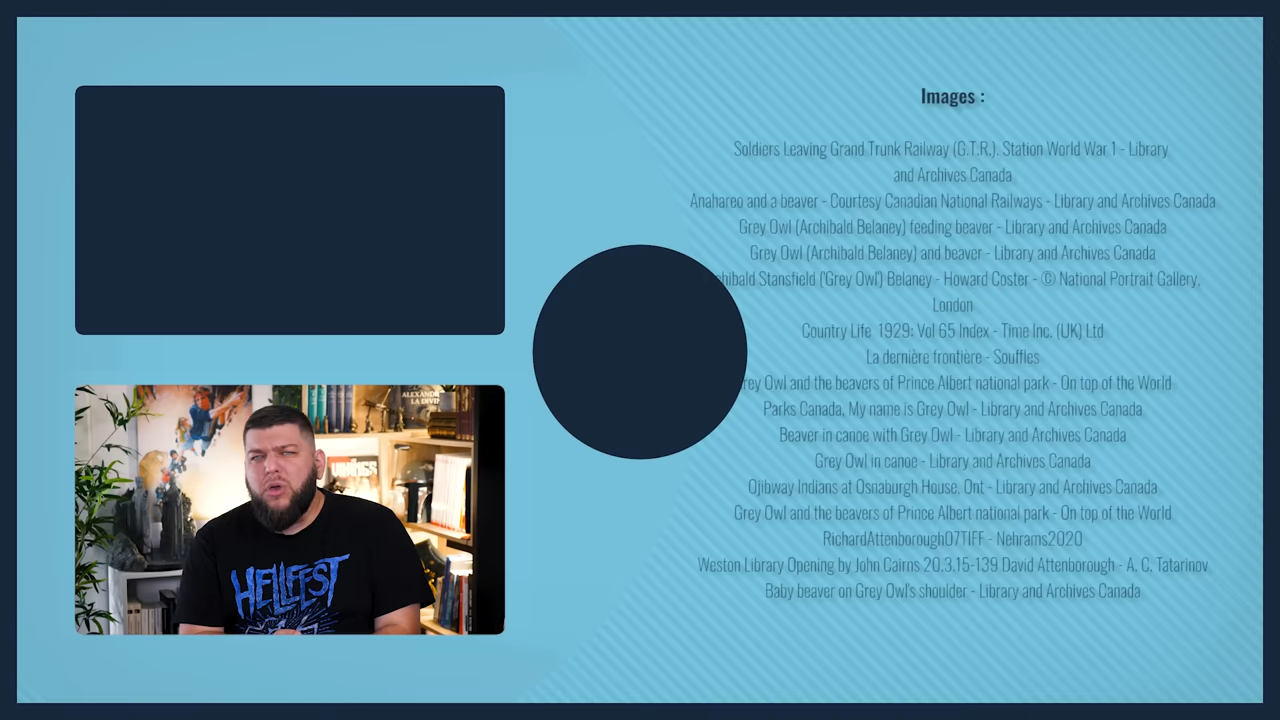 Images :
Soldiers Leaving Grand Trunk Railway (G.T.R.). Station World War 1 - Library
and Archives Canada
Anahareo and a beaver - Courtesy Canadian National Railways - Library and Archives Canada
Grey Owl (Archibald Belaney) feeding beaver - Library and Archives Canada
Grey Owl (Archibald Belaney) and beaver - Library and Archives Canada
Stansfield ('Grey Owl') Belaney - Howard Coster - © National Portrait Gallery,
London
Country Life 1929: Vol 65 Index - Time Inc. (UK) Ltd
La dernière frontière - Souffles
Owl and the beavers of Prince Albert national park - On top of the World
Parks Canada, My name is Grey Owl - Library and Archives Canada
Beaver in canoe with Grey Owl - Library and Archives Canada
Grey Owl in canoe - Library and Archives Canada
Ojibway Indians at Osnaburgh House, Ont - Library and Archives Canada
Grey Owl and the beavers of Prince Albert national park - On top of the World
RichardAttenborough07TIFF - Nehrams2020
Weston Library Opening by John Cairns 20.3.15-139 David Attenborough - A. C. Tatarinov
Baby beaver on Grey Owl's shoulder - Library and Archives Canada
ALEXANDRE
LA DIVI
HELLFEST